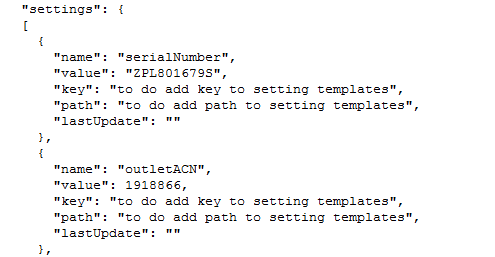 "settings": {
[
{
"name": "serialNumber",
"value": "ZPL801679S",
"key": "to do add key to setting templates",
"path": "to do add path to setting templates",
"lastUpdate": ""
},
{
"name": "outletACN",
"value": 1918866,
"key": "to do add key to setting templates",
"path": "to do add path to setting templates",
"lastUpdate": ""
},